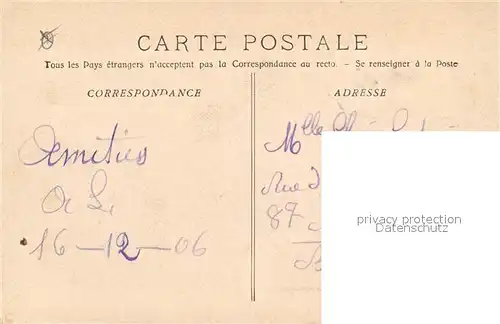 CARTE POSTALE
Tous les Pays étrangers n'acceptent pas la Correspondance au recto. - Se renseigner à la Poste
CORRESPONDANCE
ADRESSE
Amitiés
16-12-06
Mlle
Rue
87
privacy protection
Datenschutz